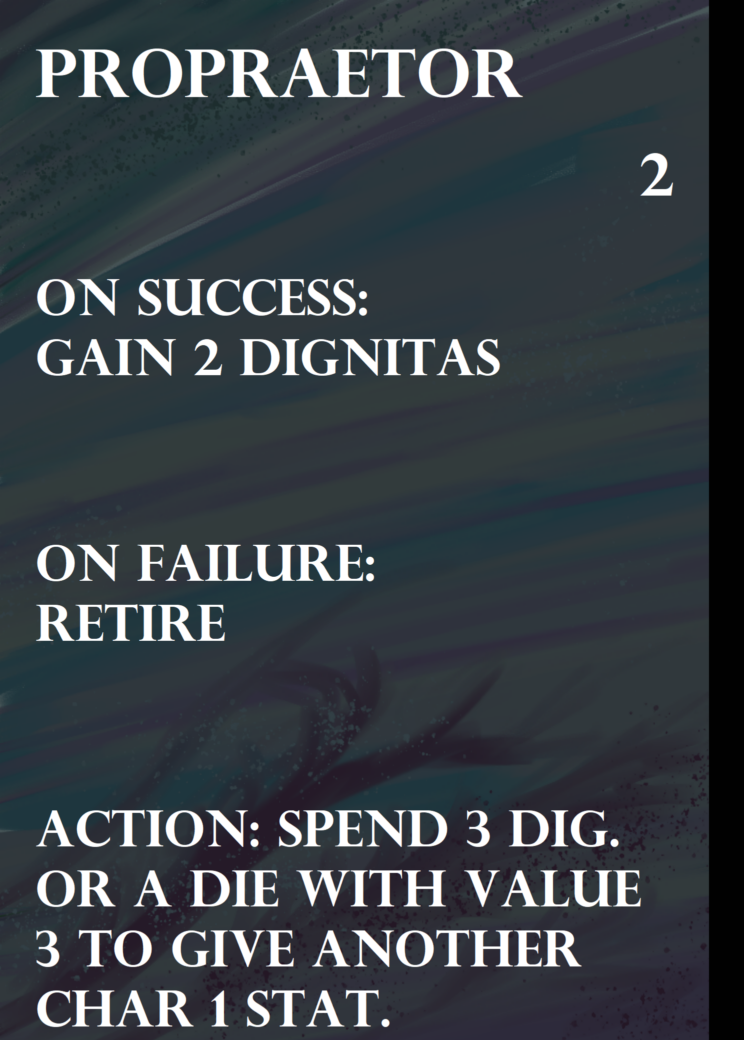 PROPRAETOR
2
ON SUCCESS:
GAIN 2 DIGNITAS
ON FAILURE:
RETIRE
ACTION: SPEND 3 DIG.
OR A DIE WITH VALUE
3 TO GIVE ANOTHER
CHAR 1 STAT.